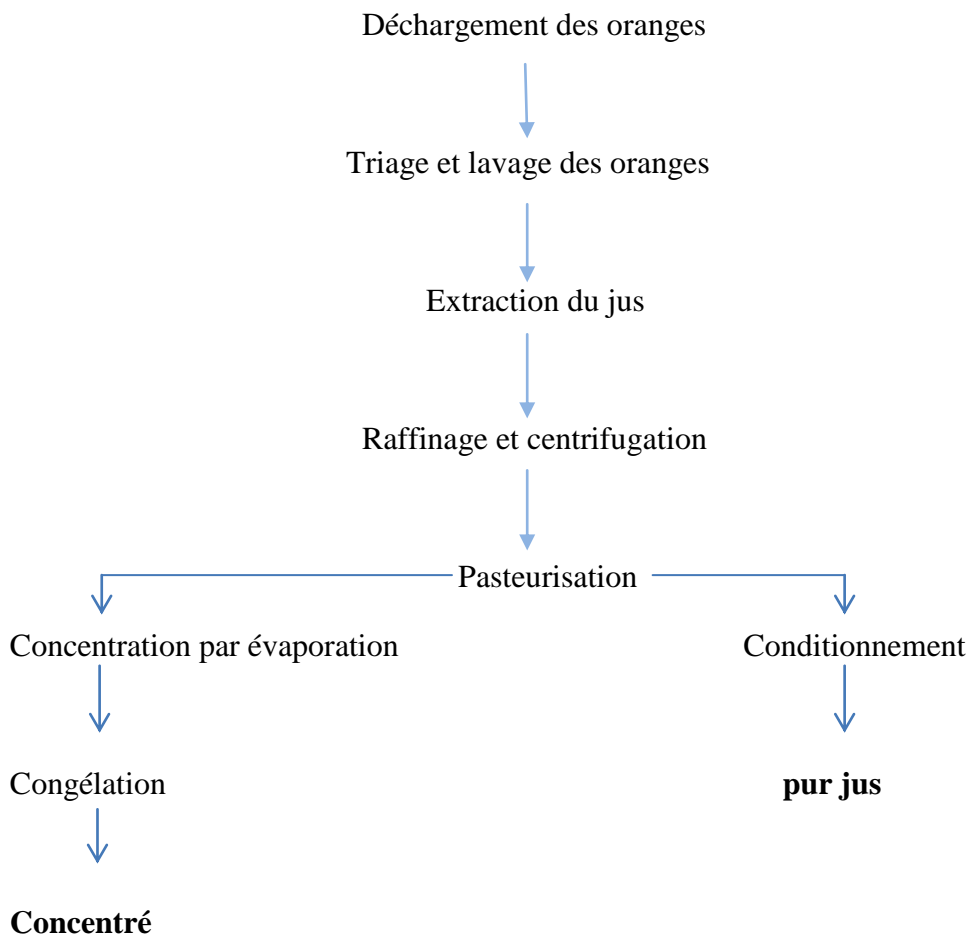 Déchargement des oranges
Triage et lavage des oranges
Extraction du jus
Raffinage et centrifugation
Pasteurisation
Concentration par évaporation
Conditionnement
Congélation
pur jus
Concentré